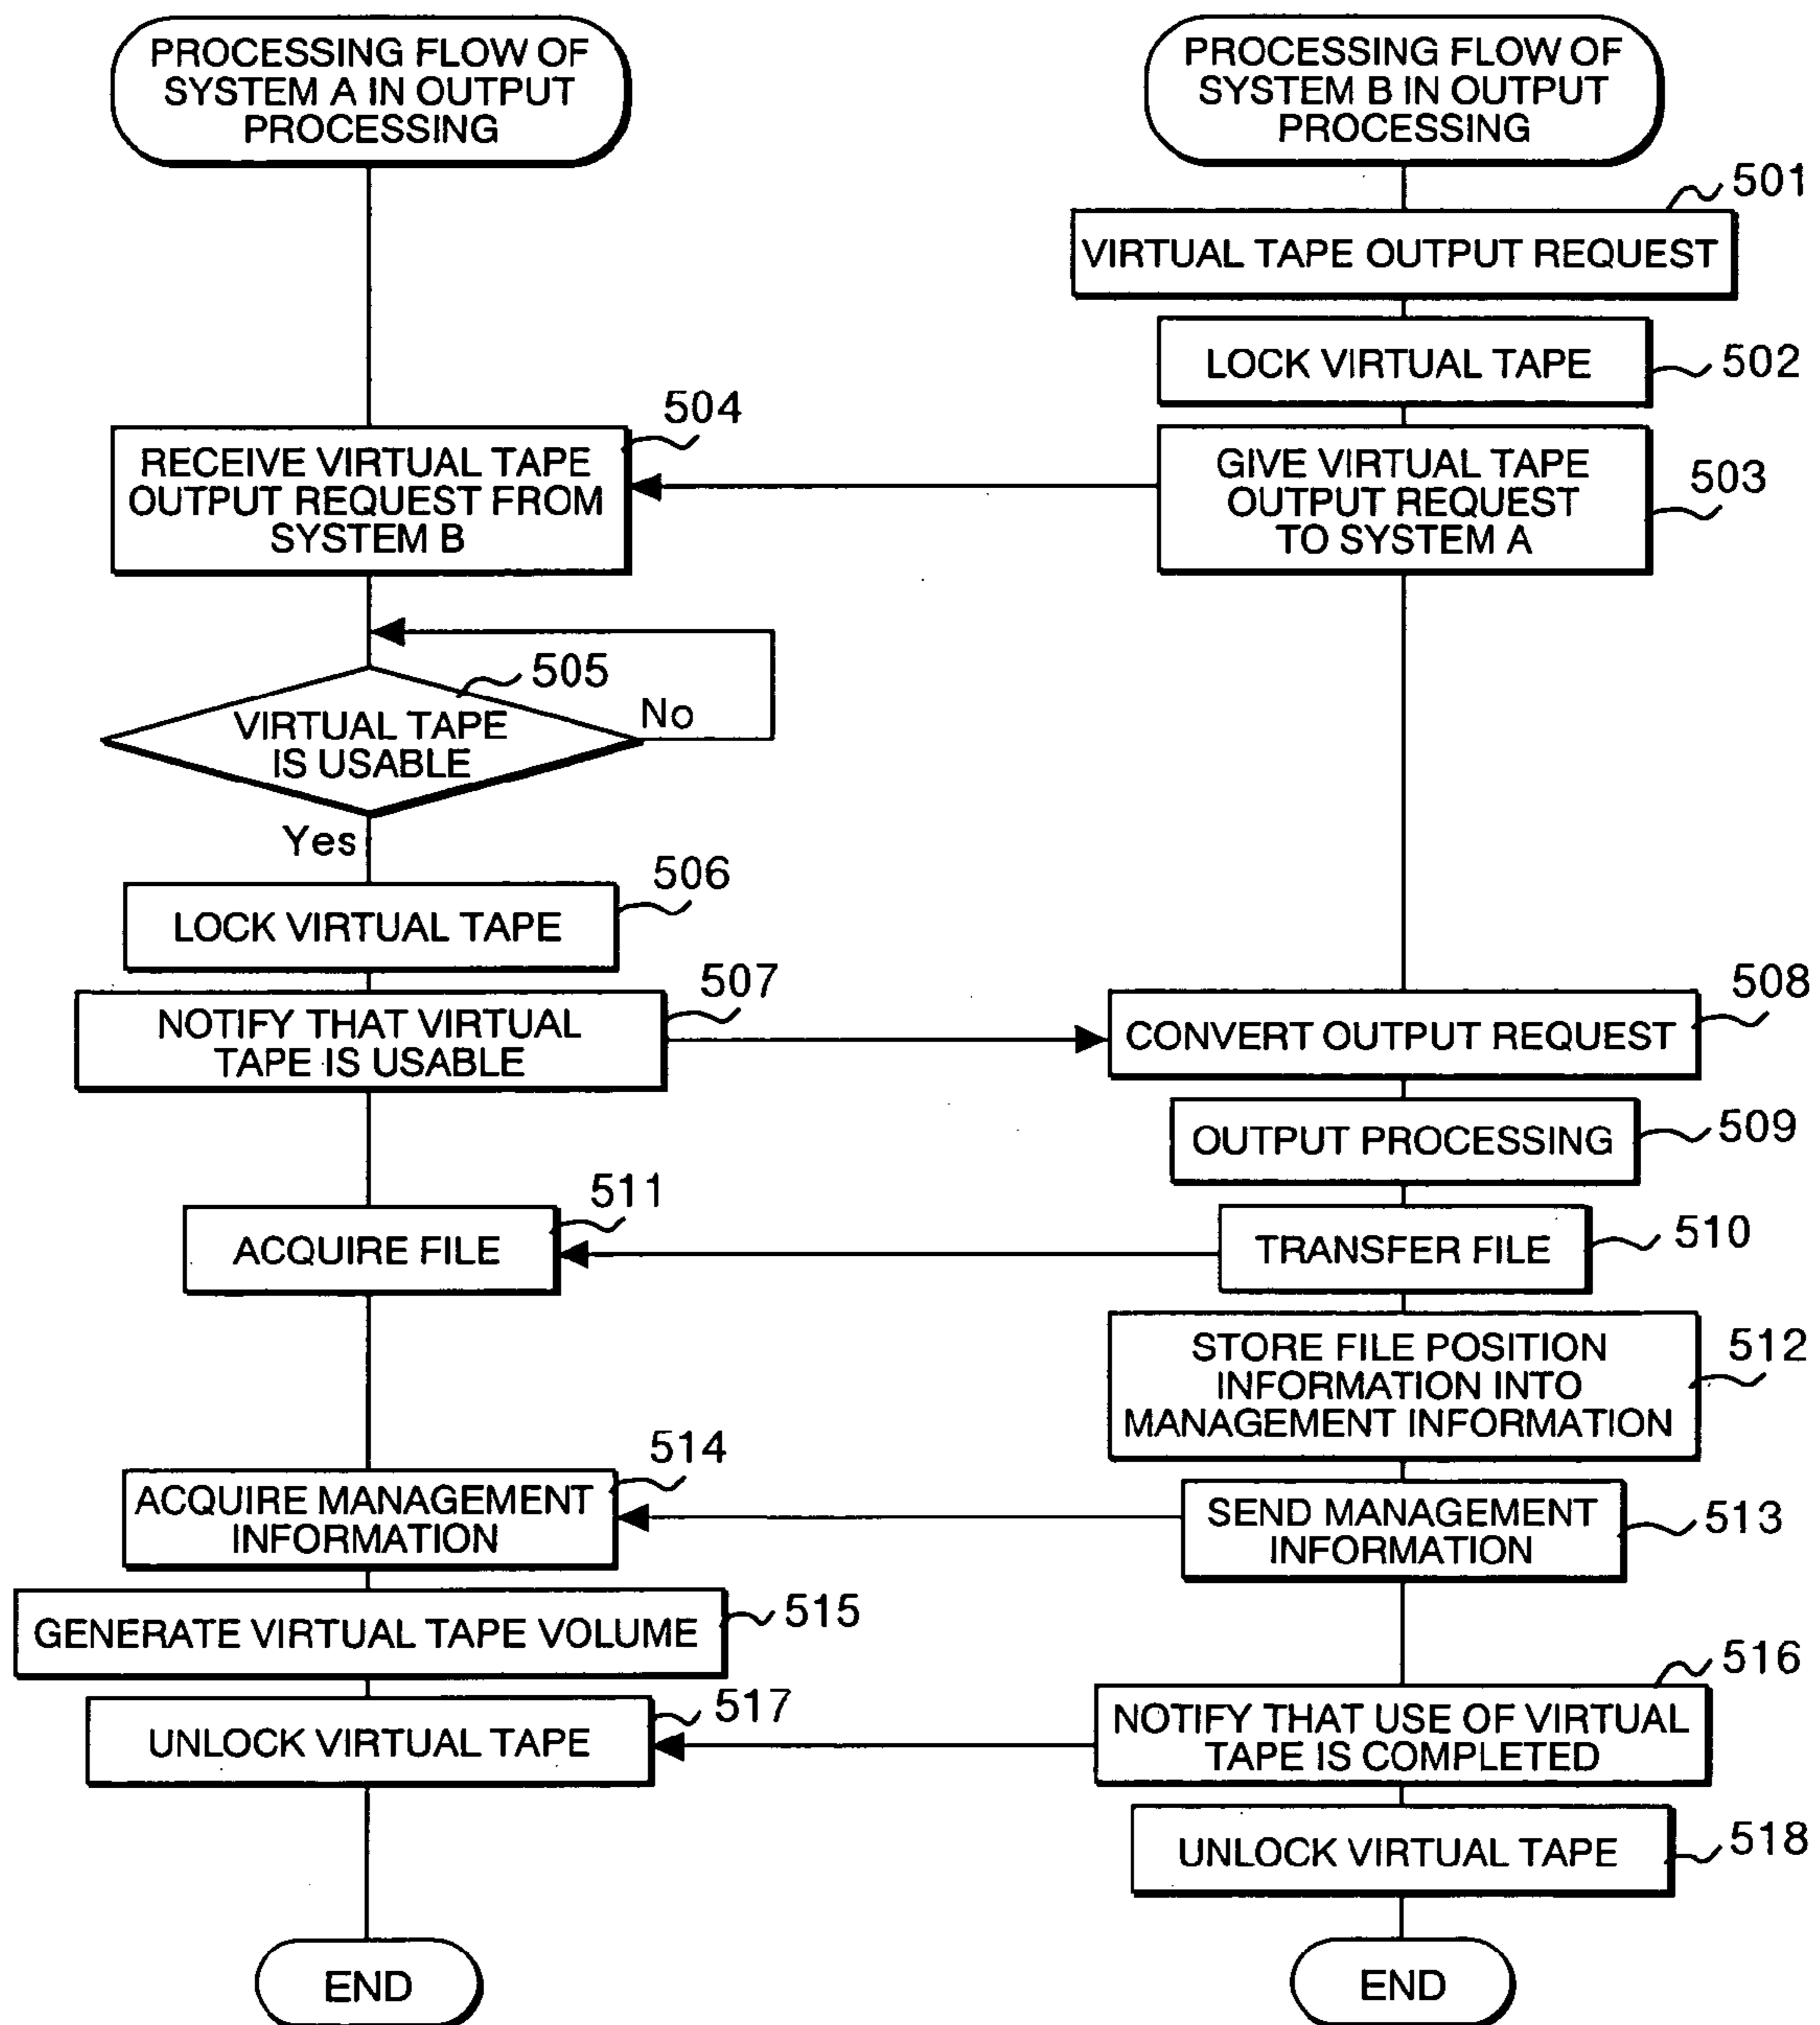 PROCESSING FLOW OF
SYSTEM A IN OUTPUT
PROCESSING
PROCESSING FLOW OF
SYSTEM B IN OUTPUT
PROCESSING
501
VIRTUAL TAPE OUTPUT REQUEST
LOCK VIRTUAL TAPE
502
504
RECEIVE VIRTUAL TAPE
OUTPUT REQUEST FROM
SYSTEM B
GIVE VIRTUAL TAPE
OUTPUT REQUEST
TO SYSTEM A
503
505
VIRTUAL TAPE
IS USABLE
No
Yes
506
LOCK VIRTUAL TAPE
507
NOTIFY THAT VIRTUAL
TAPE IS USABLE
508
CONVERT OUTPUT REQUEST
OUTPUT PROCESSING
509
511
ACQUIRE FILE
TRANSFER FILE
510
STORE FILE POSITION
INFORMATION INTO
MANAGEMENT INFORMATION
512
514
ACQUIRE MANAGEMENT
INFORMATION
SEND MANAGEMENT
INFORMATION
513
GENERATE VIRTUAL TAPE VOLUME
515
516
517
UNLOCK VIRTUAL TAPE
NOTIFY THAT USE OF VIRTUAL
TAPE IS COMPLETED
UNLOCK VIRTUAL TAPE
518
END
END